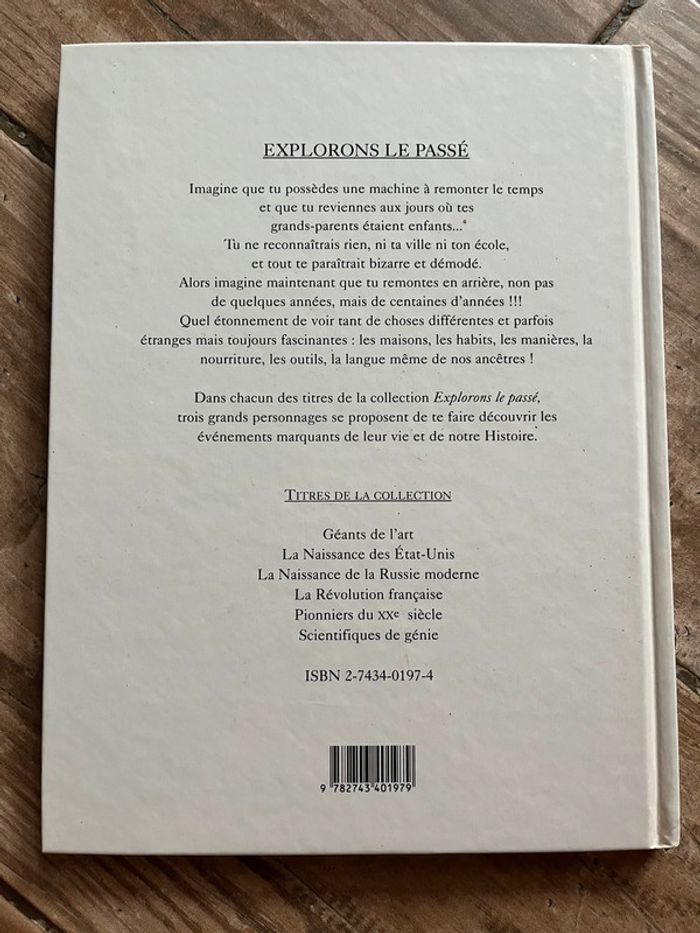 EXPLORONS LE PASSÉ
Imagine que tu possèdes une machine à remonter le temps
et que tu reviennes aux jours où tes
grands-parents étaient enfants...
Tu ne reconnaîtrais rien, ni ta ville ni ton école,
et tout te paraîtrait bizarre et démodé.
Alors imagine maintenant que tu remontes en arrière, non pas
de quelques années, mais de centaines d'années !!!
Quel étonnement de voir tant de choses différentes et parfois
étranges mais toujours fascinantes : les maisons, les habits, les manières, la
nourriture, les outils, la langue même de nos ancêtres !
Dans chacun des titres de la collection Explorons le passé,
trois grands personnages se proposent de te faire découvrir les
événements marquants de leur vie et de notre Histoire.
TITRES DE LA COLLECTION
Géants de l'art
La Naissance des État-Unis
La Naissance de la Russie moderne
La Révolution française
Pionniers du XXe siècle
Scientifiques de génie
ISBN 2-7434-0197-4
9 782743 401979